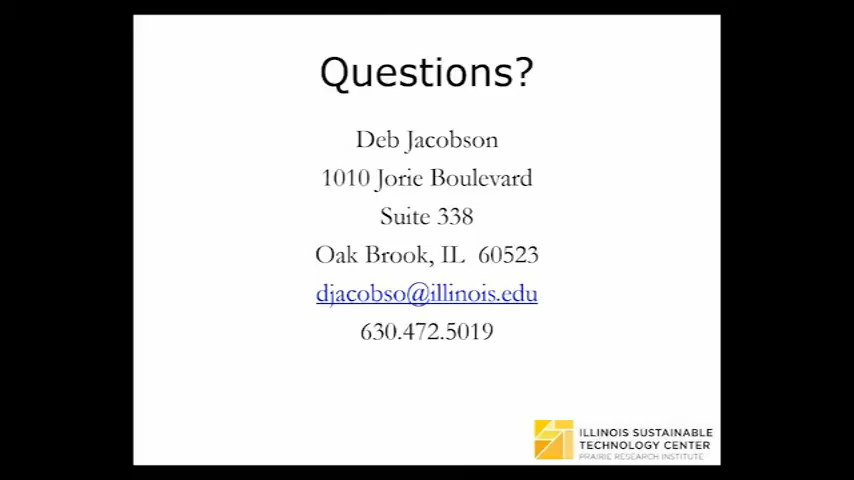 Questions?
Deb Jacobson
1010 Jorie Boulevard
Suite 338
Oak Brook, IL  60523
djacobso@illinois.edu
630.472.5019
ILLINOIS SUSTAINABLE
TECHNOLOGY CENTER
PRAIRIE RESEARCH INSTITUTE